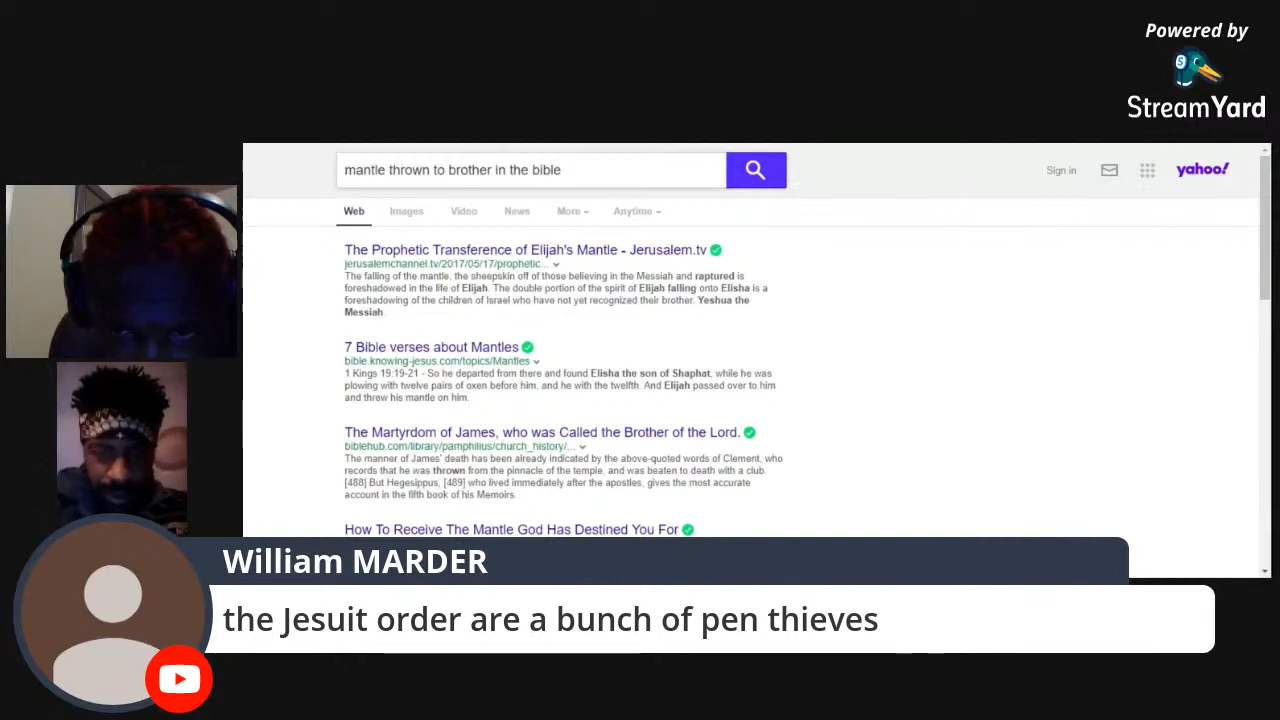 Powered by
StreamYard
mantle thrown to brother in the bible
Sign in
yahoo!
Web Images Video News More Anytime
The Prophetic Transference of Elijah's Mantle - Jerusalem.tv
jerusalemchannel.tv/2017/05/17/prophetic...
The falling of the mantle, the sheepskin off of those believing in the Messiah and raptured is
foreshadowed in the life of Elijah. The double portion of the spirit of Elijah falling onto Elisha is a
foreshadowing of the children of Israel who have not yet recognized their brother. Yeshua the
Messiah
7 Bible verses about Mantles
bible.knowing-jesus.com/topics/Mantles
1 Kings 19:19-21 - So he departed from there and found Elisha the son of Shaphat, while he was
plowing with twelve pairs of oxen before him, and he with the twelfth. And Elijah passed over to him
and threw his mantle on him.
The Martyrdom of James, who was Called the Brother of the Lord.
biblehub.com/library/pamphilius/church_history/...
The manner of James' death has been already indicated by the above-quoted words of Clement, who
records that he was thrown from the pinnacle of the temple, and was beaten to death with a club.
[488] But Hegesippus, [489] who lived immediately after the apostles, gives the most accurate
account in the fifth book of his Memoirs.
How To Receive The Mantle God Has Destined You For
William MARDER
the Jesuit order are a bunch of pen thieves